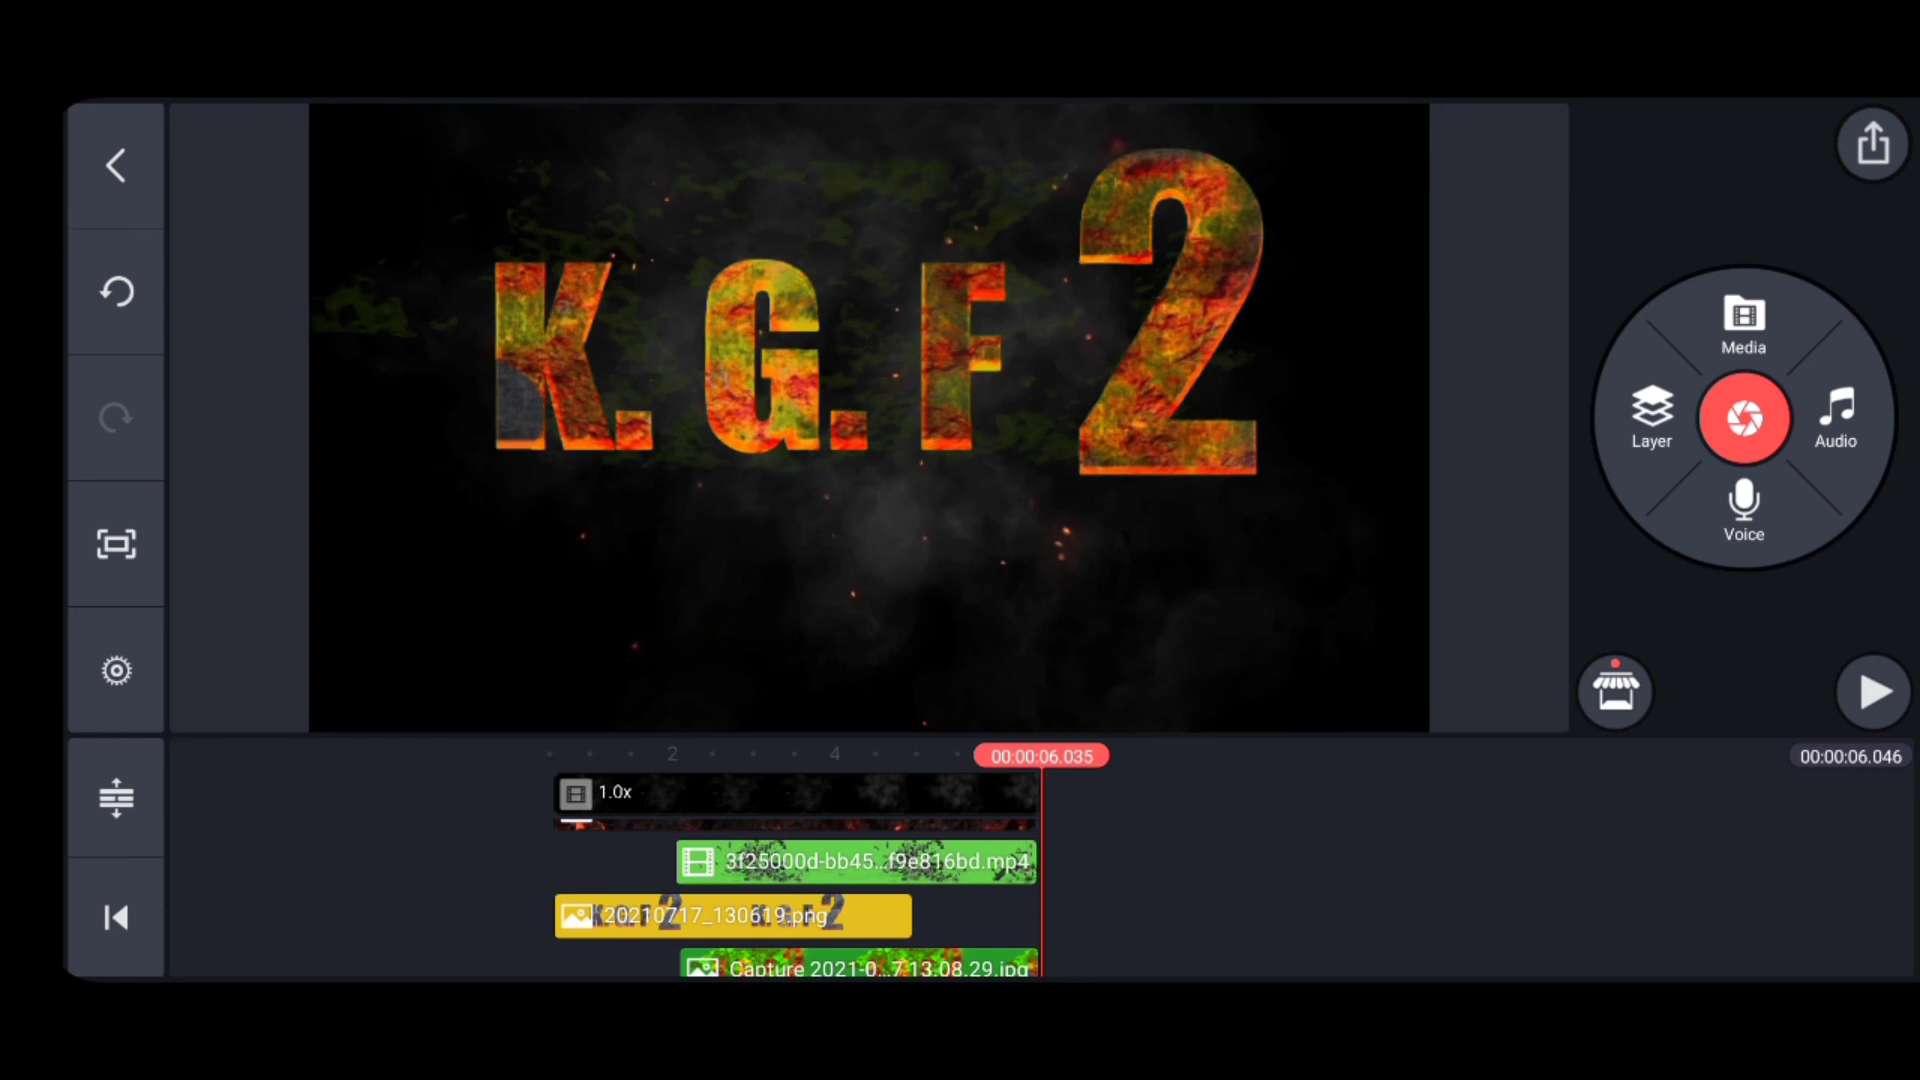 K. G. F 2
Media
Layer
Audio
Voice
2
4
00:00:06.035
00:00:06.046
1.0x
3f25000d-bb45...f9e816bd.mp4
20210717_130619.png
Capture 2021-0...7 13.08.29.jpg